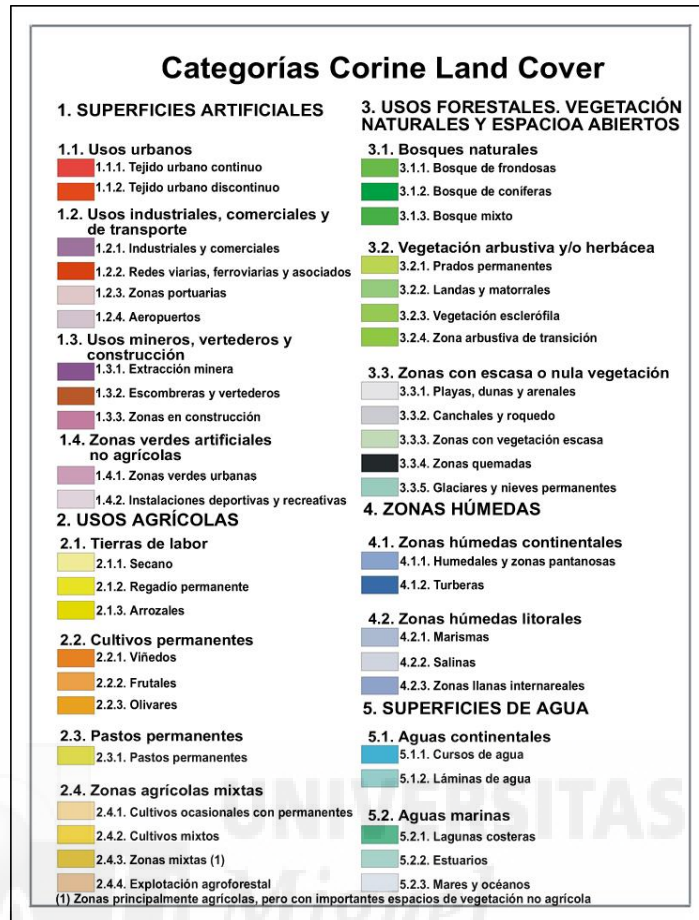 Categorías Corine Land Cover
1. SUPERFICIES ARTIFICIALES
1.1. Usos urbanos
1.1.1. Tejido urbano continuo
1.1.2. Tejido urbano discontinuo
1.2. Usos industriales, comerciales y
de transporte
1.2.1. Industriales y comerciales
1.2.2. Redes viarias, ferroviarias y asociados
1.2.3. Zonas portuarias
1.2.4. Aeropuertos
1.3. Usos mineros, vertederos y
construcción
1.3.1. Extracción minera
1.3.2. Escombreras y vertederos
1.3.3. Zonas en construcción
1.4. Zonas verdes artificiales
no agrícolas
1.4.1. Zonas verdes urbanas
1.4.2. Instalaciones deportivas y recreativas
2. USOS AGRÍCOLAS
2.1. Tierras de labor
2.1.1. Secano
2.1.2. Regadío permanente
2.1.3. Arrozales
2.2. Cultivos permanentes
2.2.1. Viñedos
2.2.2. Frutales
2.2.3. Olivares
2.3. Pastos permanentes
2.3.1. Pastos permanentes
2.4. Zonas agrícolas mixtas
2.4.1. Cultivos ocasionales con permanentes
2.4.2. Cultivos mixtos
2.4.3. Zonas mixtas (1)
2.4.4. Explotación agroforestal
3. USOS FORESTALES. VEGETACIÓN
NATURALES Y ESPACIOA ABIERTOS
3.1. Bosques naturales
3.1.1. Bosque de frondosas
3.1.2. Bosque de coníferas
3.1.3. Bosque mixto
3.2. Vegetación arbustiva y/o herbácea
3.2.1. Prados permanentes
3.2.2. Landas y matorrales
3.2.3. Vegetación esclerófila
3.2.4. Zona arbustiva de transición
3.3. Zonas con escasa o nula vegetación
3.3.1. Playas, dunas y arenales
3.3.2. Canchales y roquedo
3.3.3. Zonas con vegetación escasa
3.3.4. Zonas quemadas
3.3.5. Glaciares y nieves permanentes
4. ZONAS HÚMEDAS
4.1. Zonas húmedas continentales
4.1.1. Humedales y zonas pantanosas
4.1.2. Turberas
4.2. Zonas húmedas litorales
4.2.1. Marismas
4.2.2. Salinas
4.2.3. Zonas llanas internareales
5. SUPERFICIES DE AGUA
5.1. Aguas continentales
5.1.1. Cursos de agua
5.1.2. Láminas de agua
5.2. Aguas marinas
5.2.1. Lagunas costeras
5.2.2. Estuarios
5.2.3. Mares y océanos
(1) Zonas principalmente agrícolas, pero con importantes espacios de vegetación no agrícola
UNIVERSITAS
Miguel